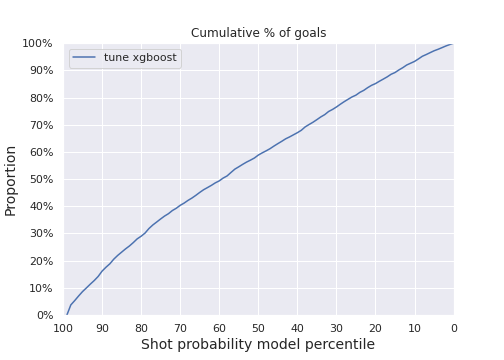 Cumulative % of goals
100%
90%
80%
70%
60%
50%
40%
30%
20%
10%
0%
tune xgboost
Proportion
100 90 80 70 60 50 40 30 20 10 0
Shot probability model percentile